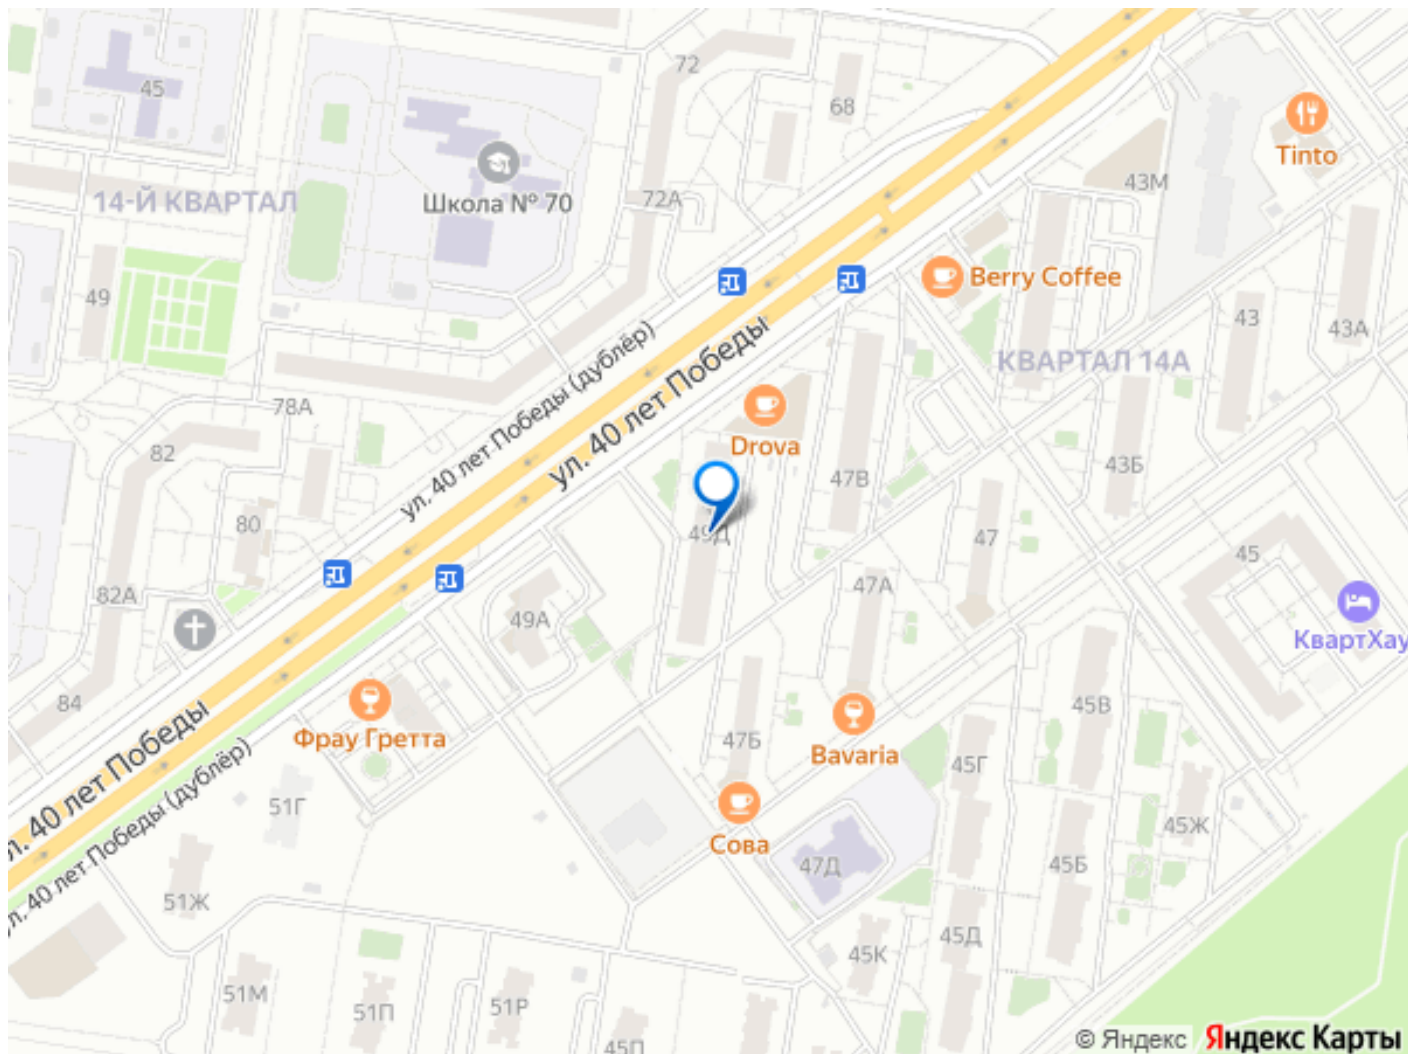 72
45
68
Tinto
Школа № 70
43М
14-Й КВАРТАЛ
72А
Berry Coffee
49
43
43А
ул. 40 лет Победы (дублёр)
ул. 40 лет Победы
КВАРТАЛ 14А
78А
Drova
82
43Б
47В
80
49Д
47
45
82А
47А
49А
КвартХау
84
45В
ул. 40 лет Победы
Фрау Гретта
47Б
Bavaria
45Г
ул. 40 лет Победы (дублёр)
51Г
45Ж
Сова
47Д
45Б
51Ж
45Д
45К
51М
51Р
51П
45П
© Яндекс Яндекс Карты